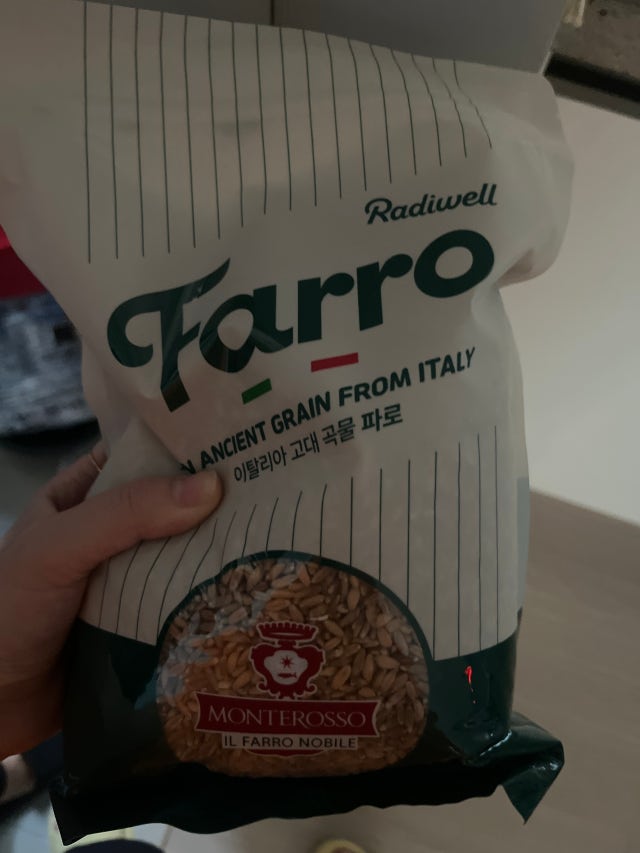 Radiwell
Farro
N ANCIENT GRAIN FROM ITALY
이탈리아 고대 곡물 파로
MONTEROSSO
IL FARRO NOBILE